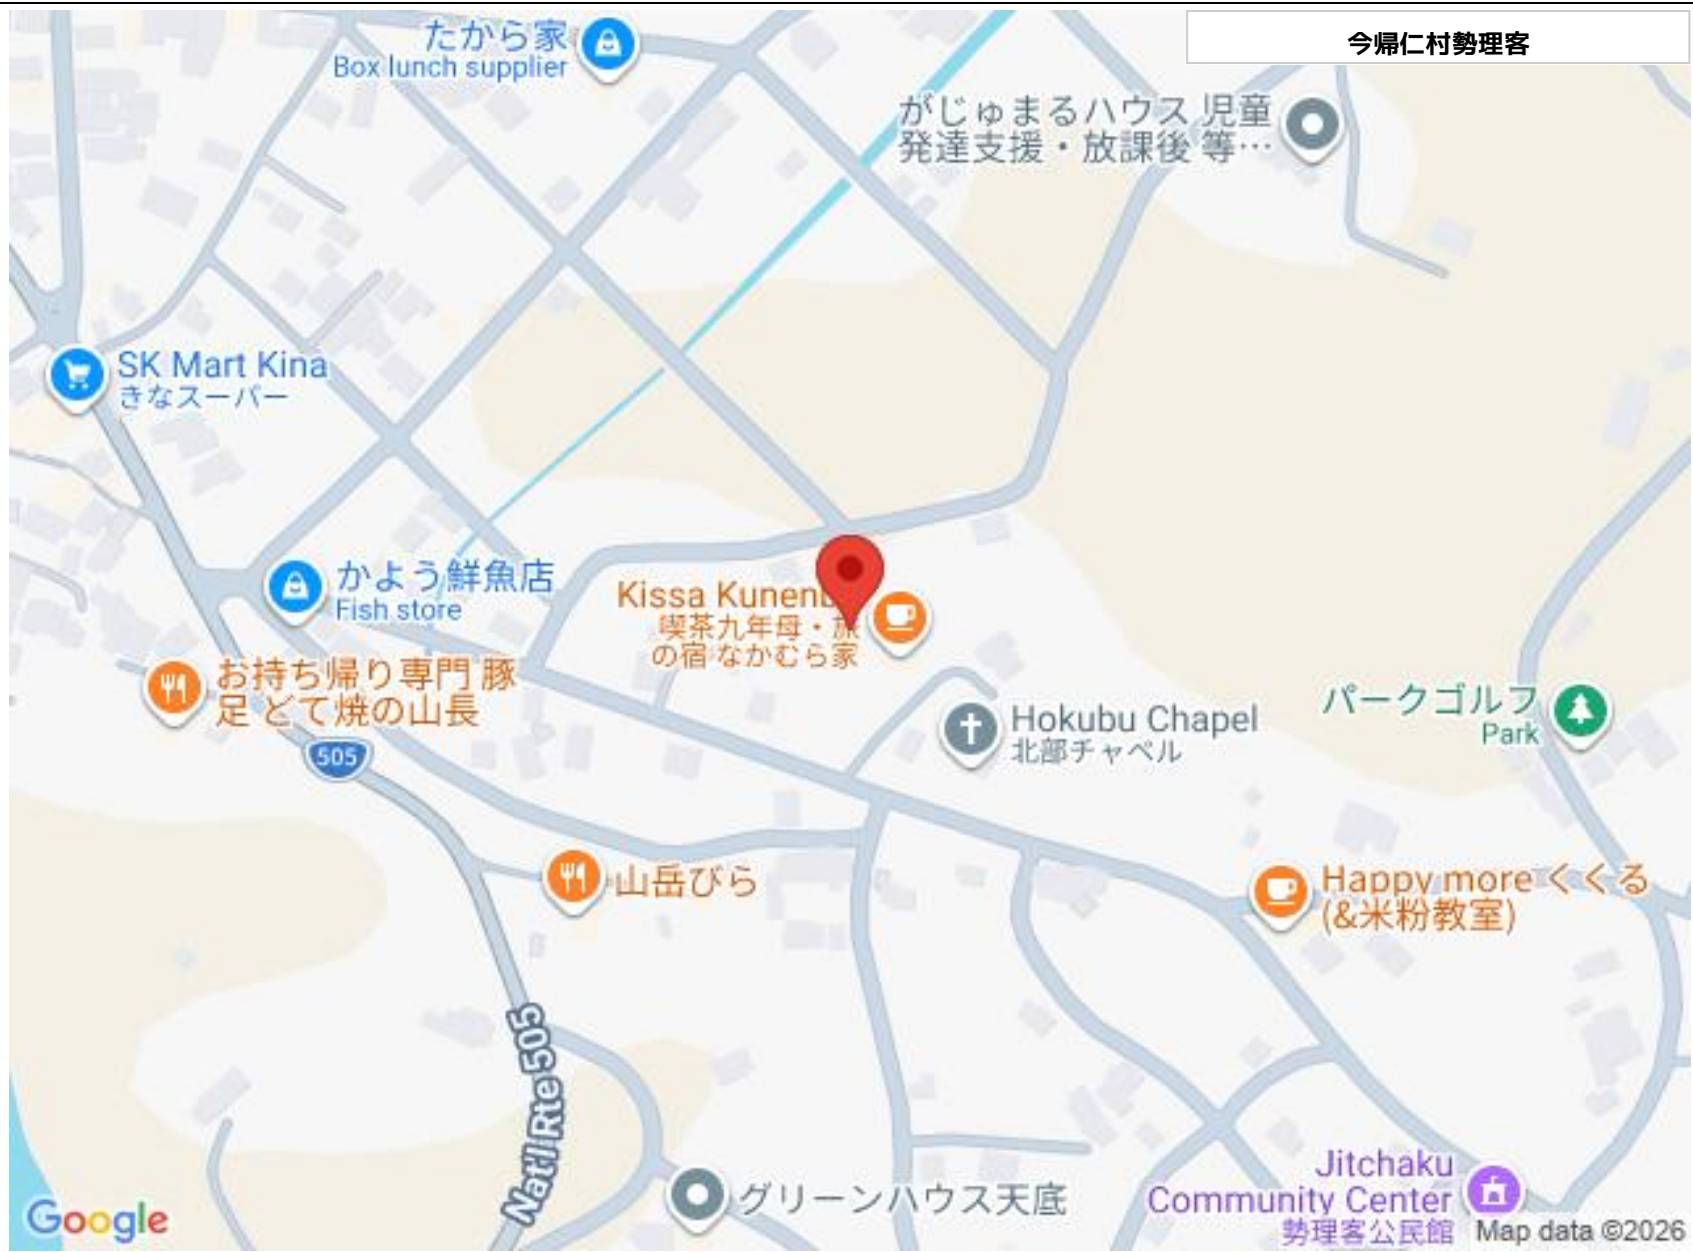 今帰仁村勢理客
たから家
Box lunch supplier
がじゅまるハウス 児童
発達支援・放課後 等…
SK Mart Kina
きなスーパー
かよう鮮魚店
Fish store
Kissa Kunenb
喫茶九年母・旅
の宿 なかむら家
お持ち帰り専門 豚
足 どて焼の山長
505
Hokubu Chapel
北部チャペル
パークゴルフ
Park
山岳びら
Happy more くくる
(&米粉教室)
Nat'l Rte 505
グリーンハウス天底
Jitchaku
Community Center
勢理客公民館
Google
Map data ©2026